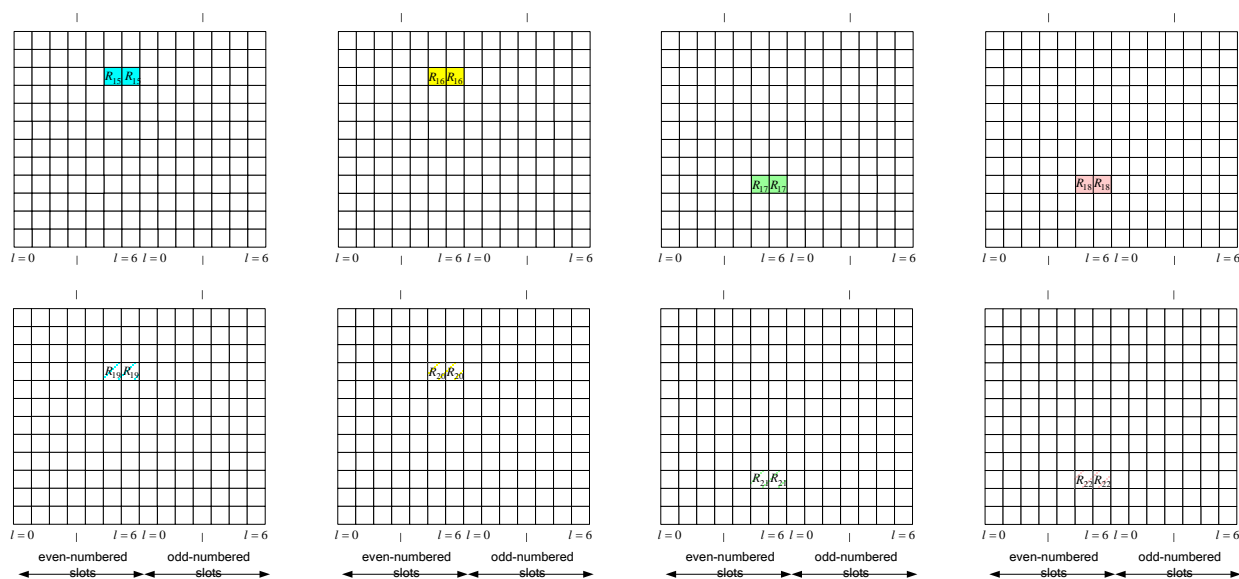 R15 R15
R16 R16
R17 R17
R18 R18
l = 0 l = 6 l = 0 l = 6
l = 0 l = 6 l = 0 l = 6
l = 0 l = 6 l = 0 l = 6
l = 0 l = 6 l = 0 l = 6
R19 R19
R20 R20
R21 R21
R22 R22
l = 0 l = 6 l = 0 l = 6
l = 0 l = 6 l = 0 l = 6
l = 0 l = 6 l = 0 l = 6
l = 0 l = 6 l = 0 l = 6
even-numbered
slots
odd-numbered
slots
even-numbered
slots
odd-numbered
slots
even-numbered
slots
odd-numbered
slots
even-numbered
slots
odd-numbered
slots